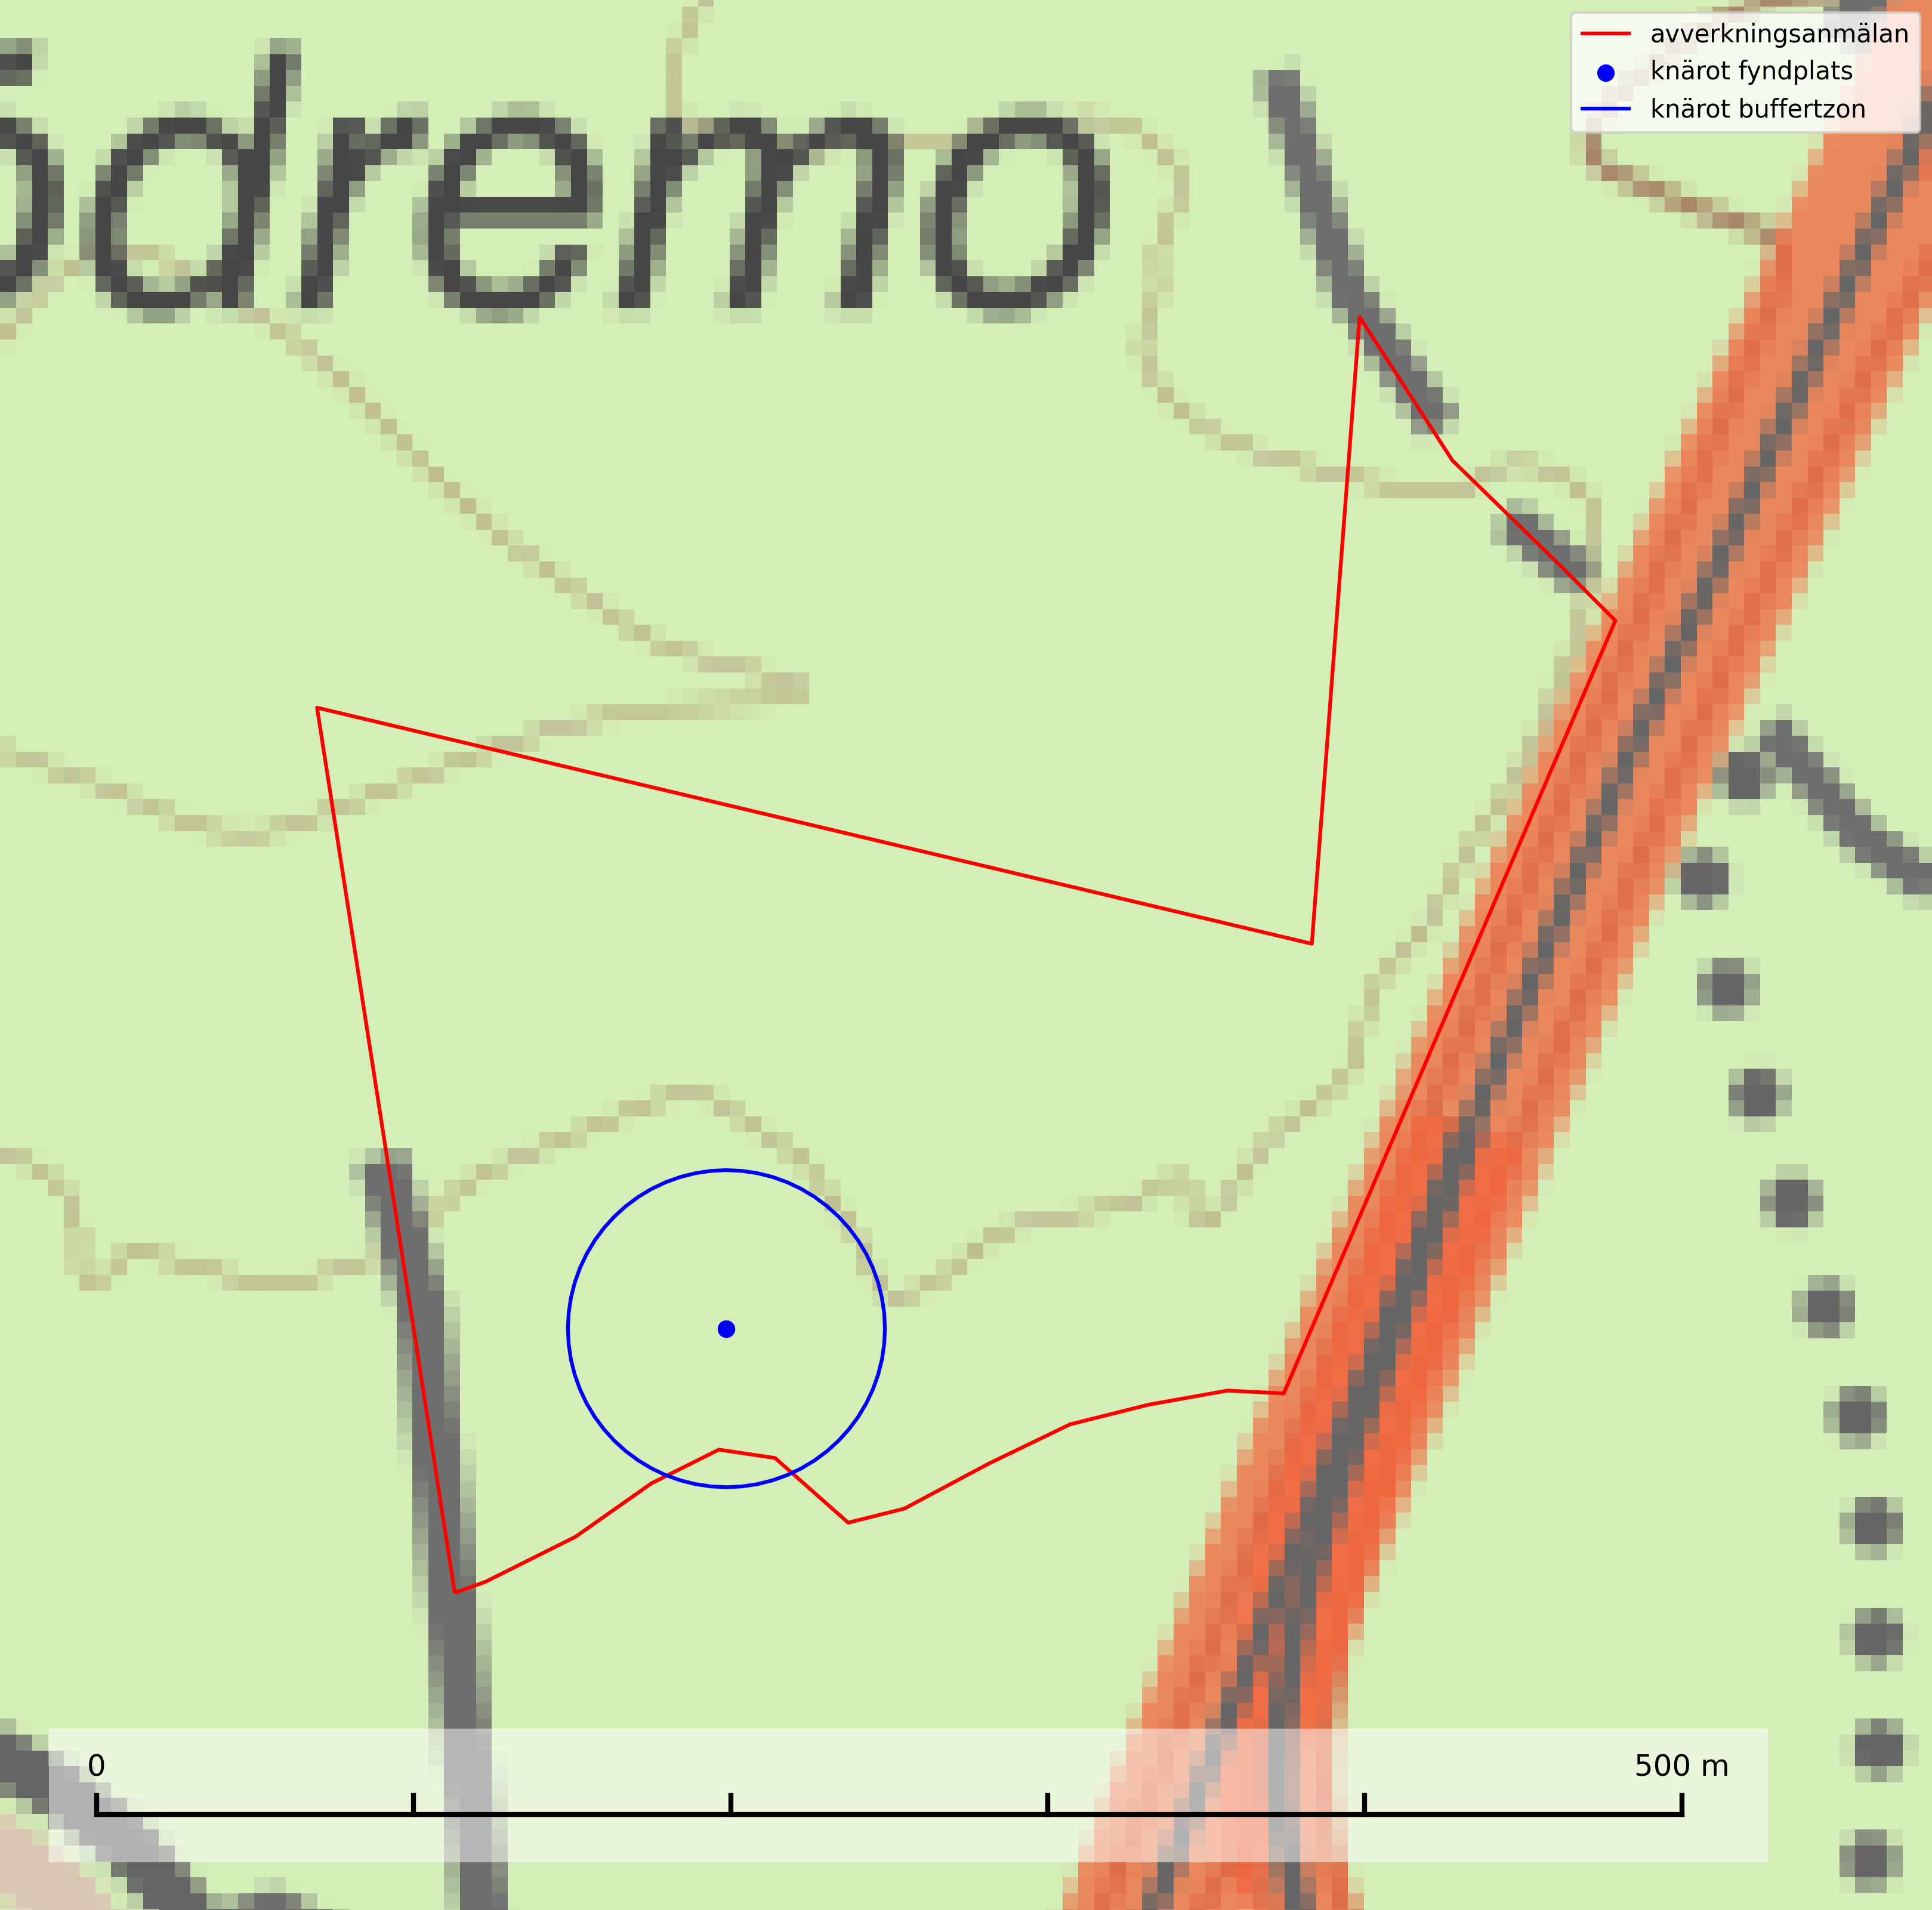 avverkningsanmälan
knärot fyndplats
knärot buffertzon
dremo
0 500 m